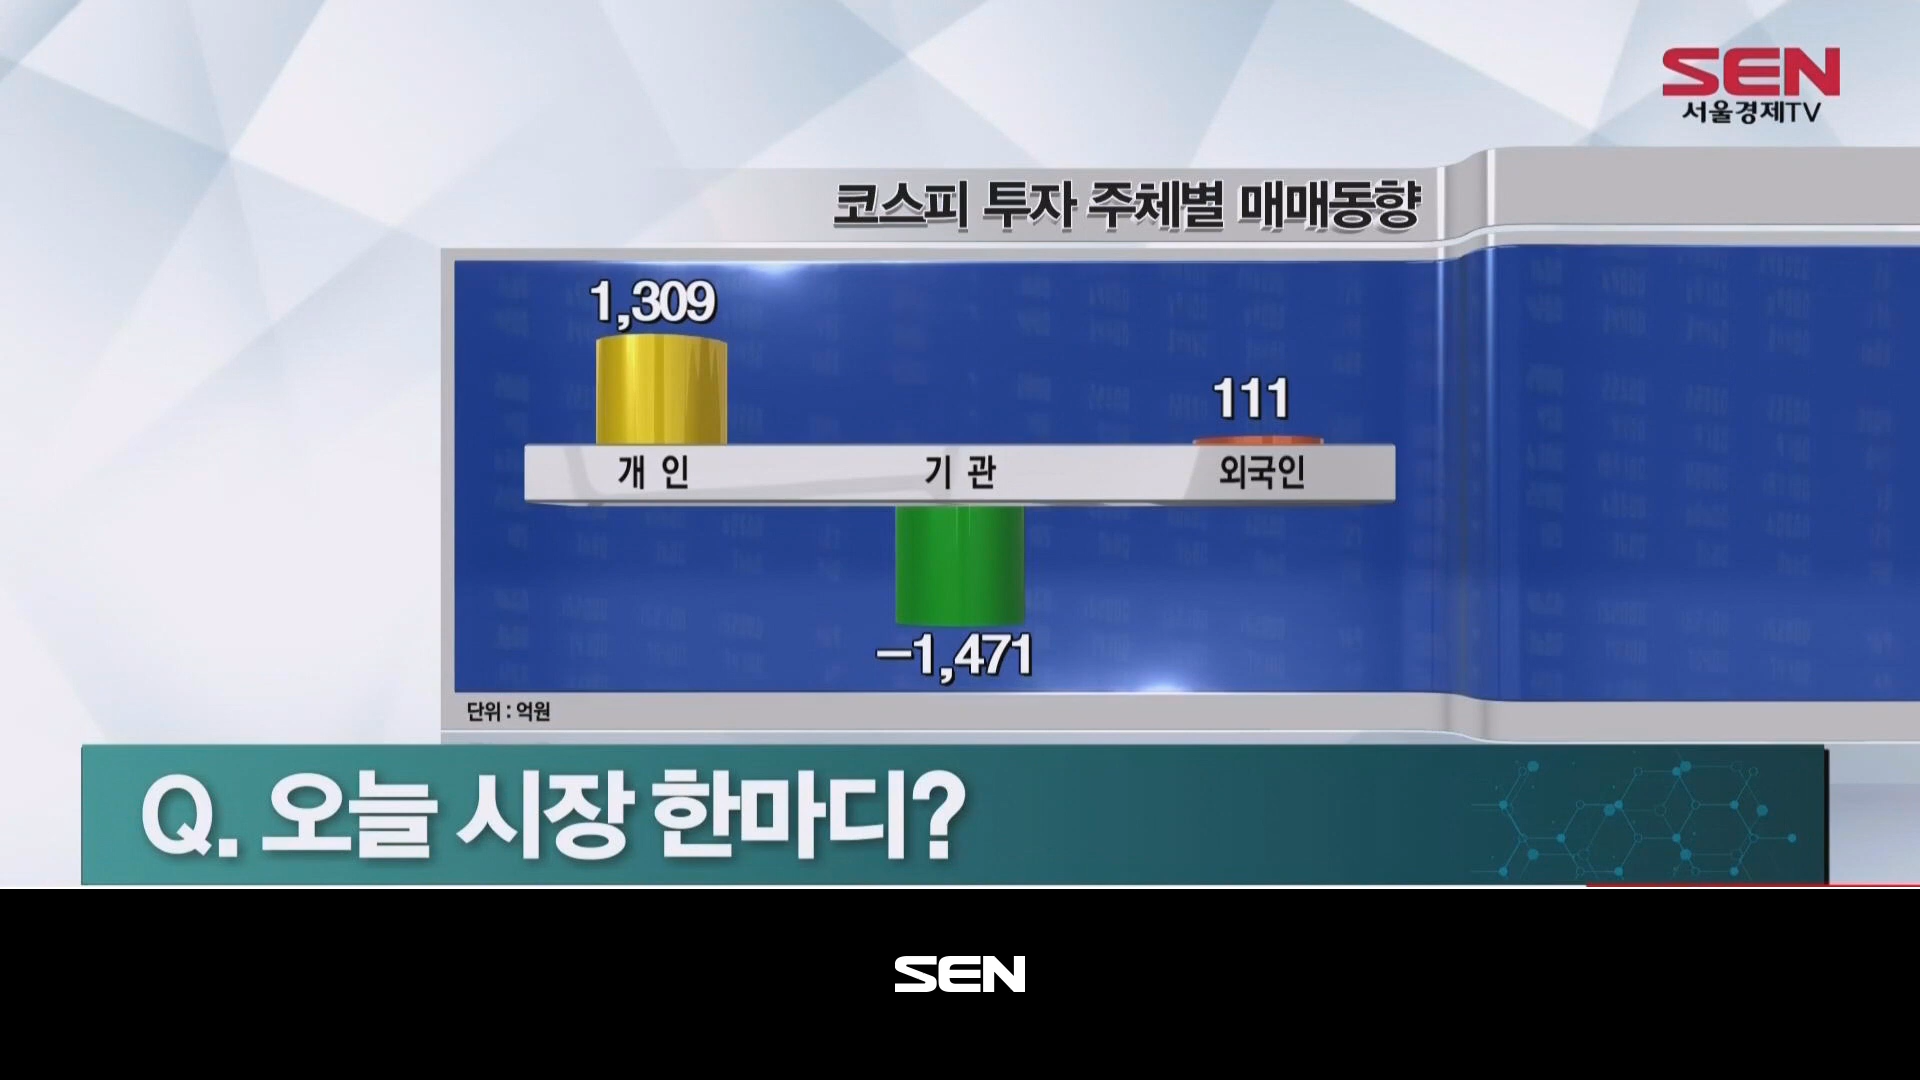 SEN
서울경제TV
코스피 투자 주체별 매매동향
1,309
111
개 인
기 관
외국인
–1,471
단위 : 억원
Q. 오늘 시장 한마디?
SEN